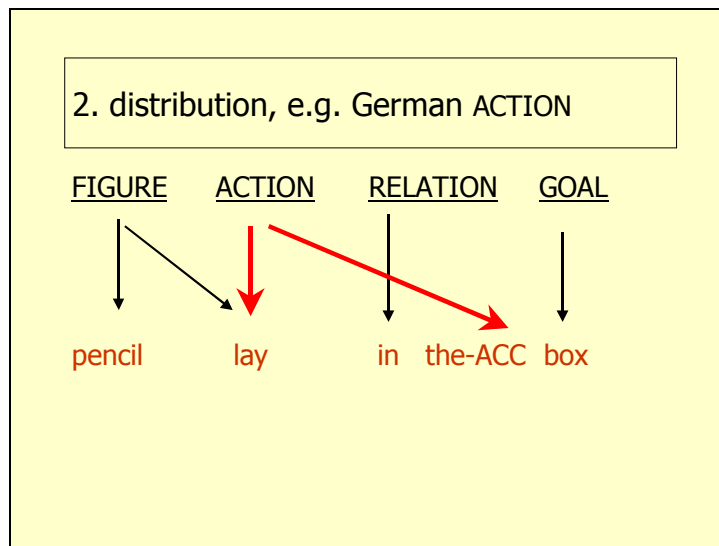 2. distribution, e.g. German ACTION
FIGURE ACTION RELATION GOAL
pencil lay in the-ACC box